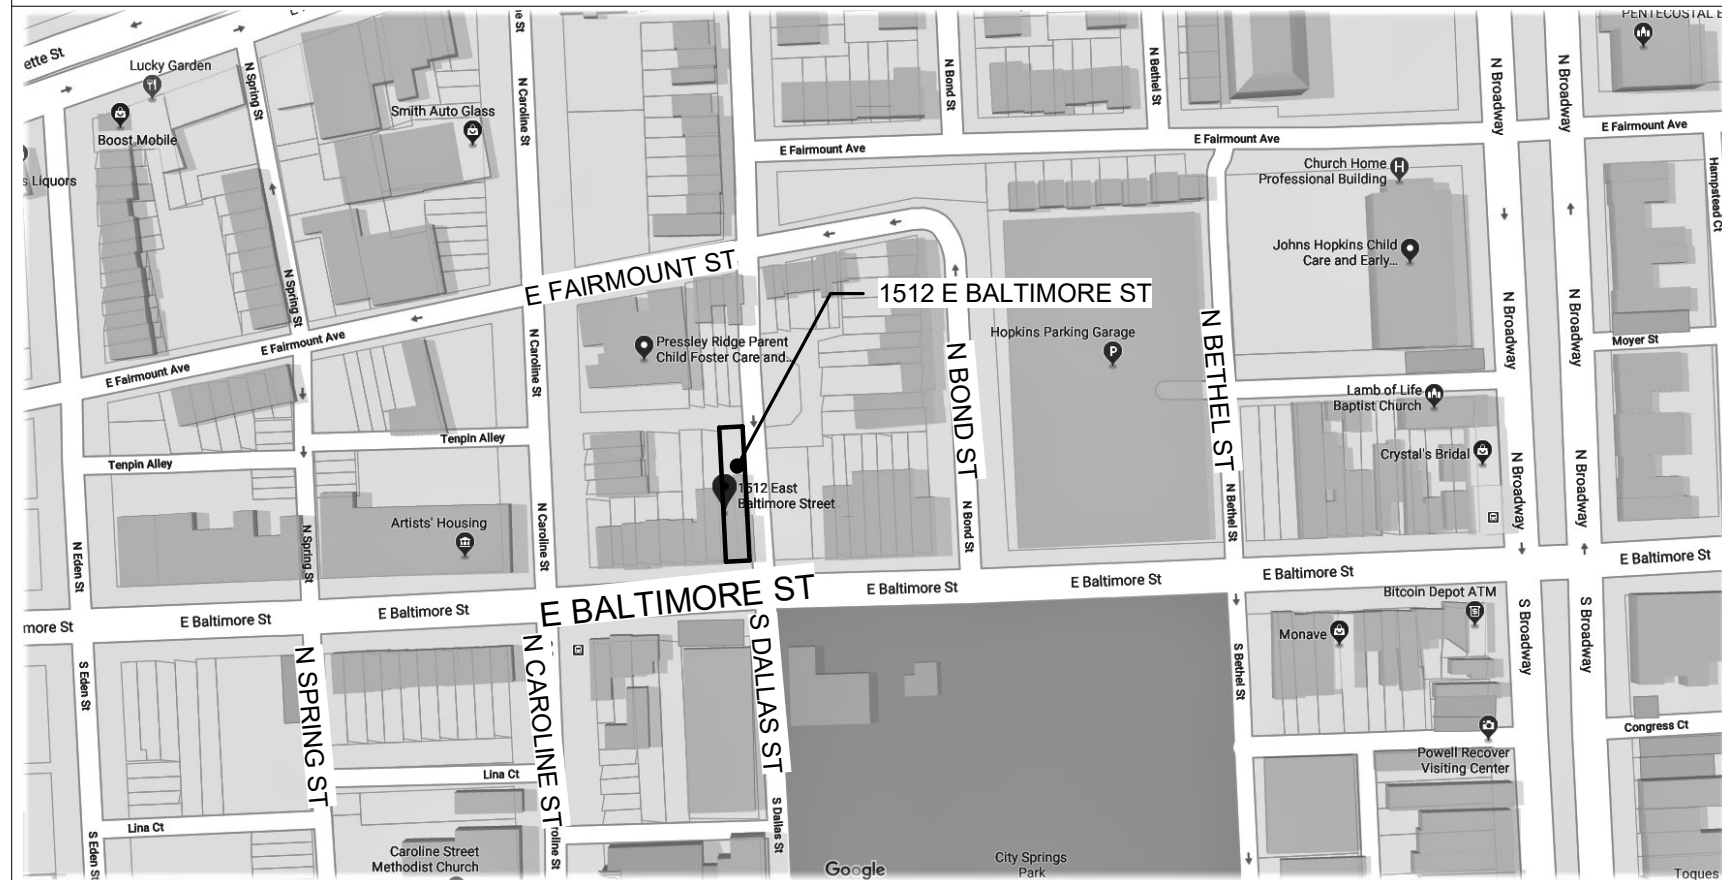 PENTECOSTAL
ette St
Lucky Garden
N Spring St
N Caroline St
N Bond St
N Bethel St
N Broadway
N Broadway
Smith Auto Glass
Boost Mobile
E Fairmount Ave
E Fairmount Ave
E Fairmount Ave
Liquors
Church Home
Professional Building
Hampstead Ct
Johns Hopkins Child
Care and Early...
E FAIRMOUNT ST
1512 E BALTIMORE ST
N Spring St
N Broadway
N Broadway
Hopkins Parking Garage
Pressley Ridge Parent
Child Foster Care and...
N Caroline St
E Fairmount Ave
E Fairmount Ave
Moyer St
N BOND ST
N BETHEL ST
Lamb of Life
Baptist Church
Tenpin Alley
Tenpin Alley
Crystal's Bridal
N Broadway
N Broadway
1512 East
Baltimore Street
Artists' Housing
N Eden St
N Spring St
N Caroline St
N Bond St
N Bethel St
E Baltimore St
E Baltimore St
E Baltimore St
E Baltimore St
E BALTIMORE ST
E Baltimore St
E Baltimore St
more St
Bitcoin Depot ATM
Monave
S Broadway
S Broadway
S Eden St
N SPRING ST
N CAROLINE ST
S DALLAS ST
S Bethel St
Congress Ct
Powell Recover
Visiting Center
Lina Ct
Lina Ct
S Eden St
roline St
S Dallas St
Caroline Street
Methodist Church
Google
City Springs
Park
Toques